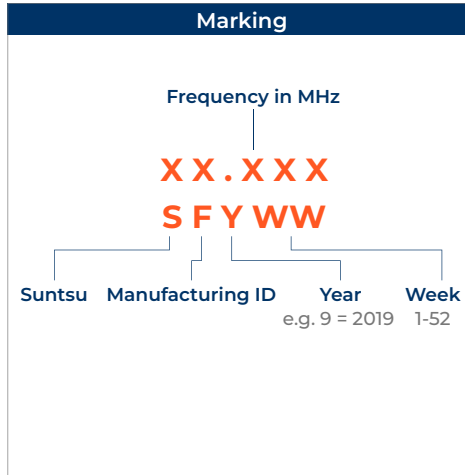 Marking
Frequency in MHz
XX.XXX
SFYWW
Suntsu Manufacturing ID Year Week
e.g. 9 = 2019 1-52